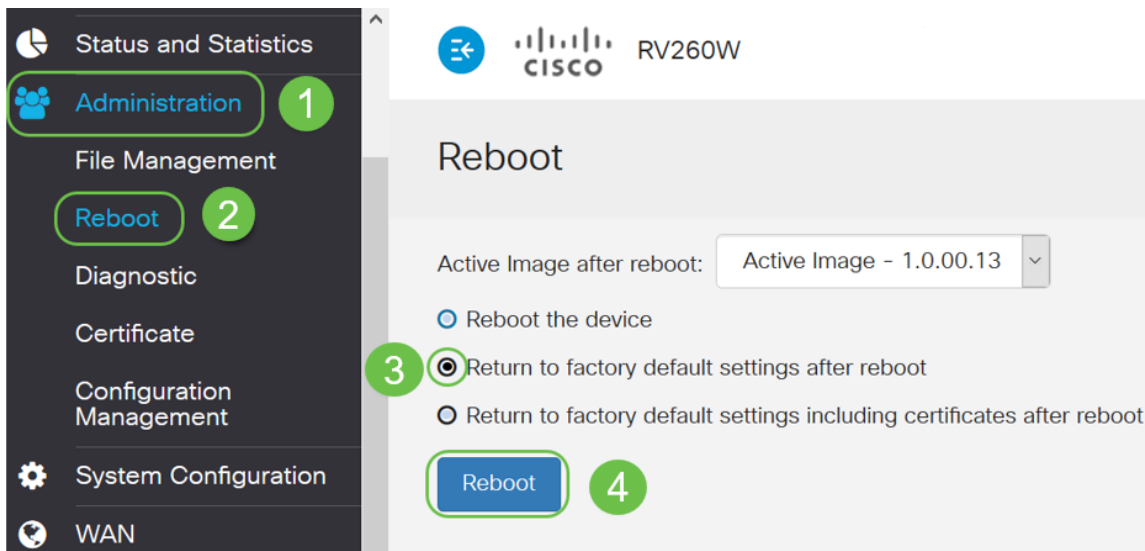 Status and Statistics
Administration
1
File Management
Reboot
2
Diagnostic
Certificate
Configuration
Management
System Configuration
WAN
CISCO
RV260W
Reboot
Active Image after reboot:
Active Image - 1.0.00.13
Reboot the device
3
Return to factory default settings after reboot
Return to factory default settings including certificates after reboot
Reboot
4